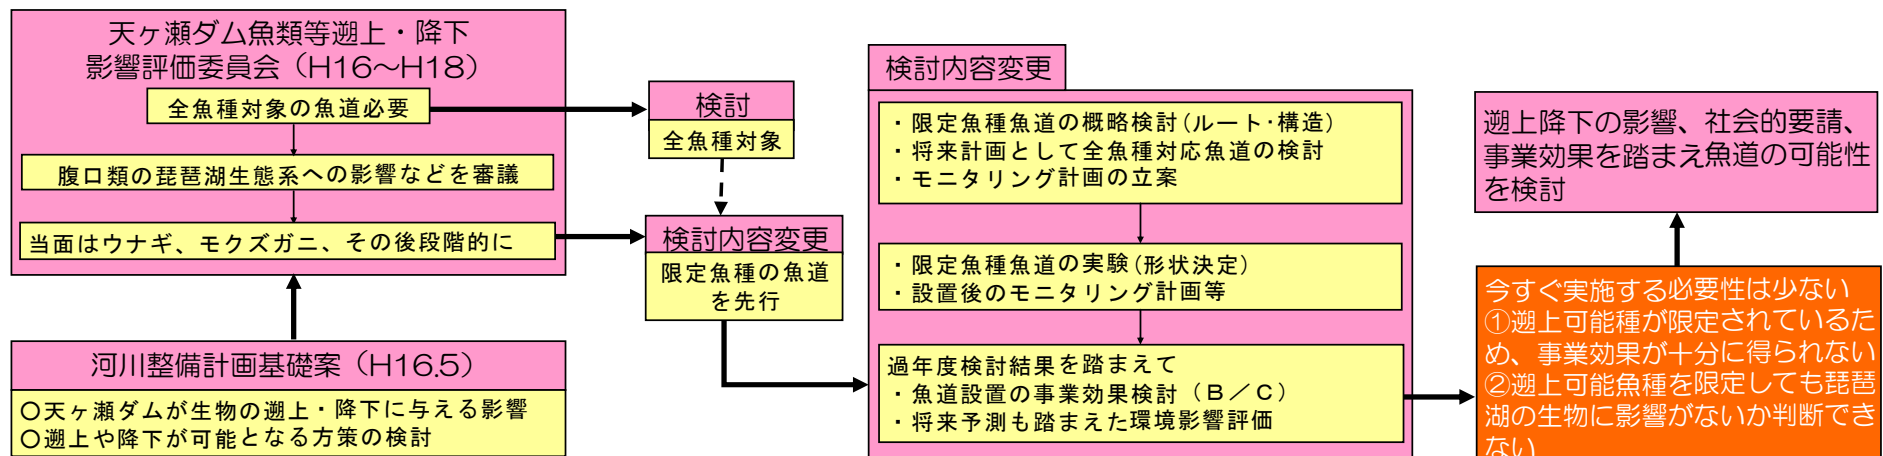 天ヶ瀬ダム魚類等遡上・降下
影響評価委員会（H16～H18）
全魚種対象の魚道必要
腹口類の琵琶湖生態系への影響などを審議
当面はウナギ、モクズガニ、その後段階的に
河川整備計画基礎案（H16.5）
○天ヶ瀬ダムが生物の遡上・降下に与える影響
○遡上や降下が可能となる方策の検討
検討
全魚種対象
検討内容変更
限定魚種の魚道
を先行
検討内容変更
・限定魚種魚道の概略検討(ルート･構造)
・将来計画として全魚種対応魚道の検討
・モニタリング計画の立案
・限定魚種魚道の実験(形状決定)
・設置後のモニタリング計画等
過年度検討結果を踏まえて
・魚道設置の事業効果検討（Ｂ／Ｃ）
・将来予測も踏まえた環境影響評価
遡上降下の影響、社会的要請、
事業効果を踏まえ魚道の可能性
を検討
今すぐ実施する必要性は少ない
①遡上可能種が限定されているた
め、事業効果が十分に得られない
②遡上可能魚種を限定しても琵琶
湖の生物に影響がないか判断でき
ない